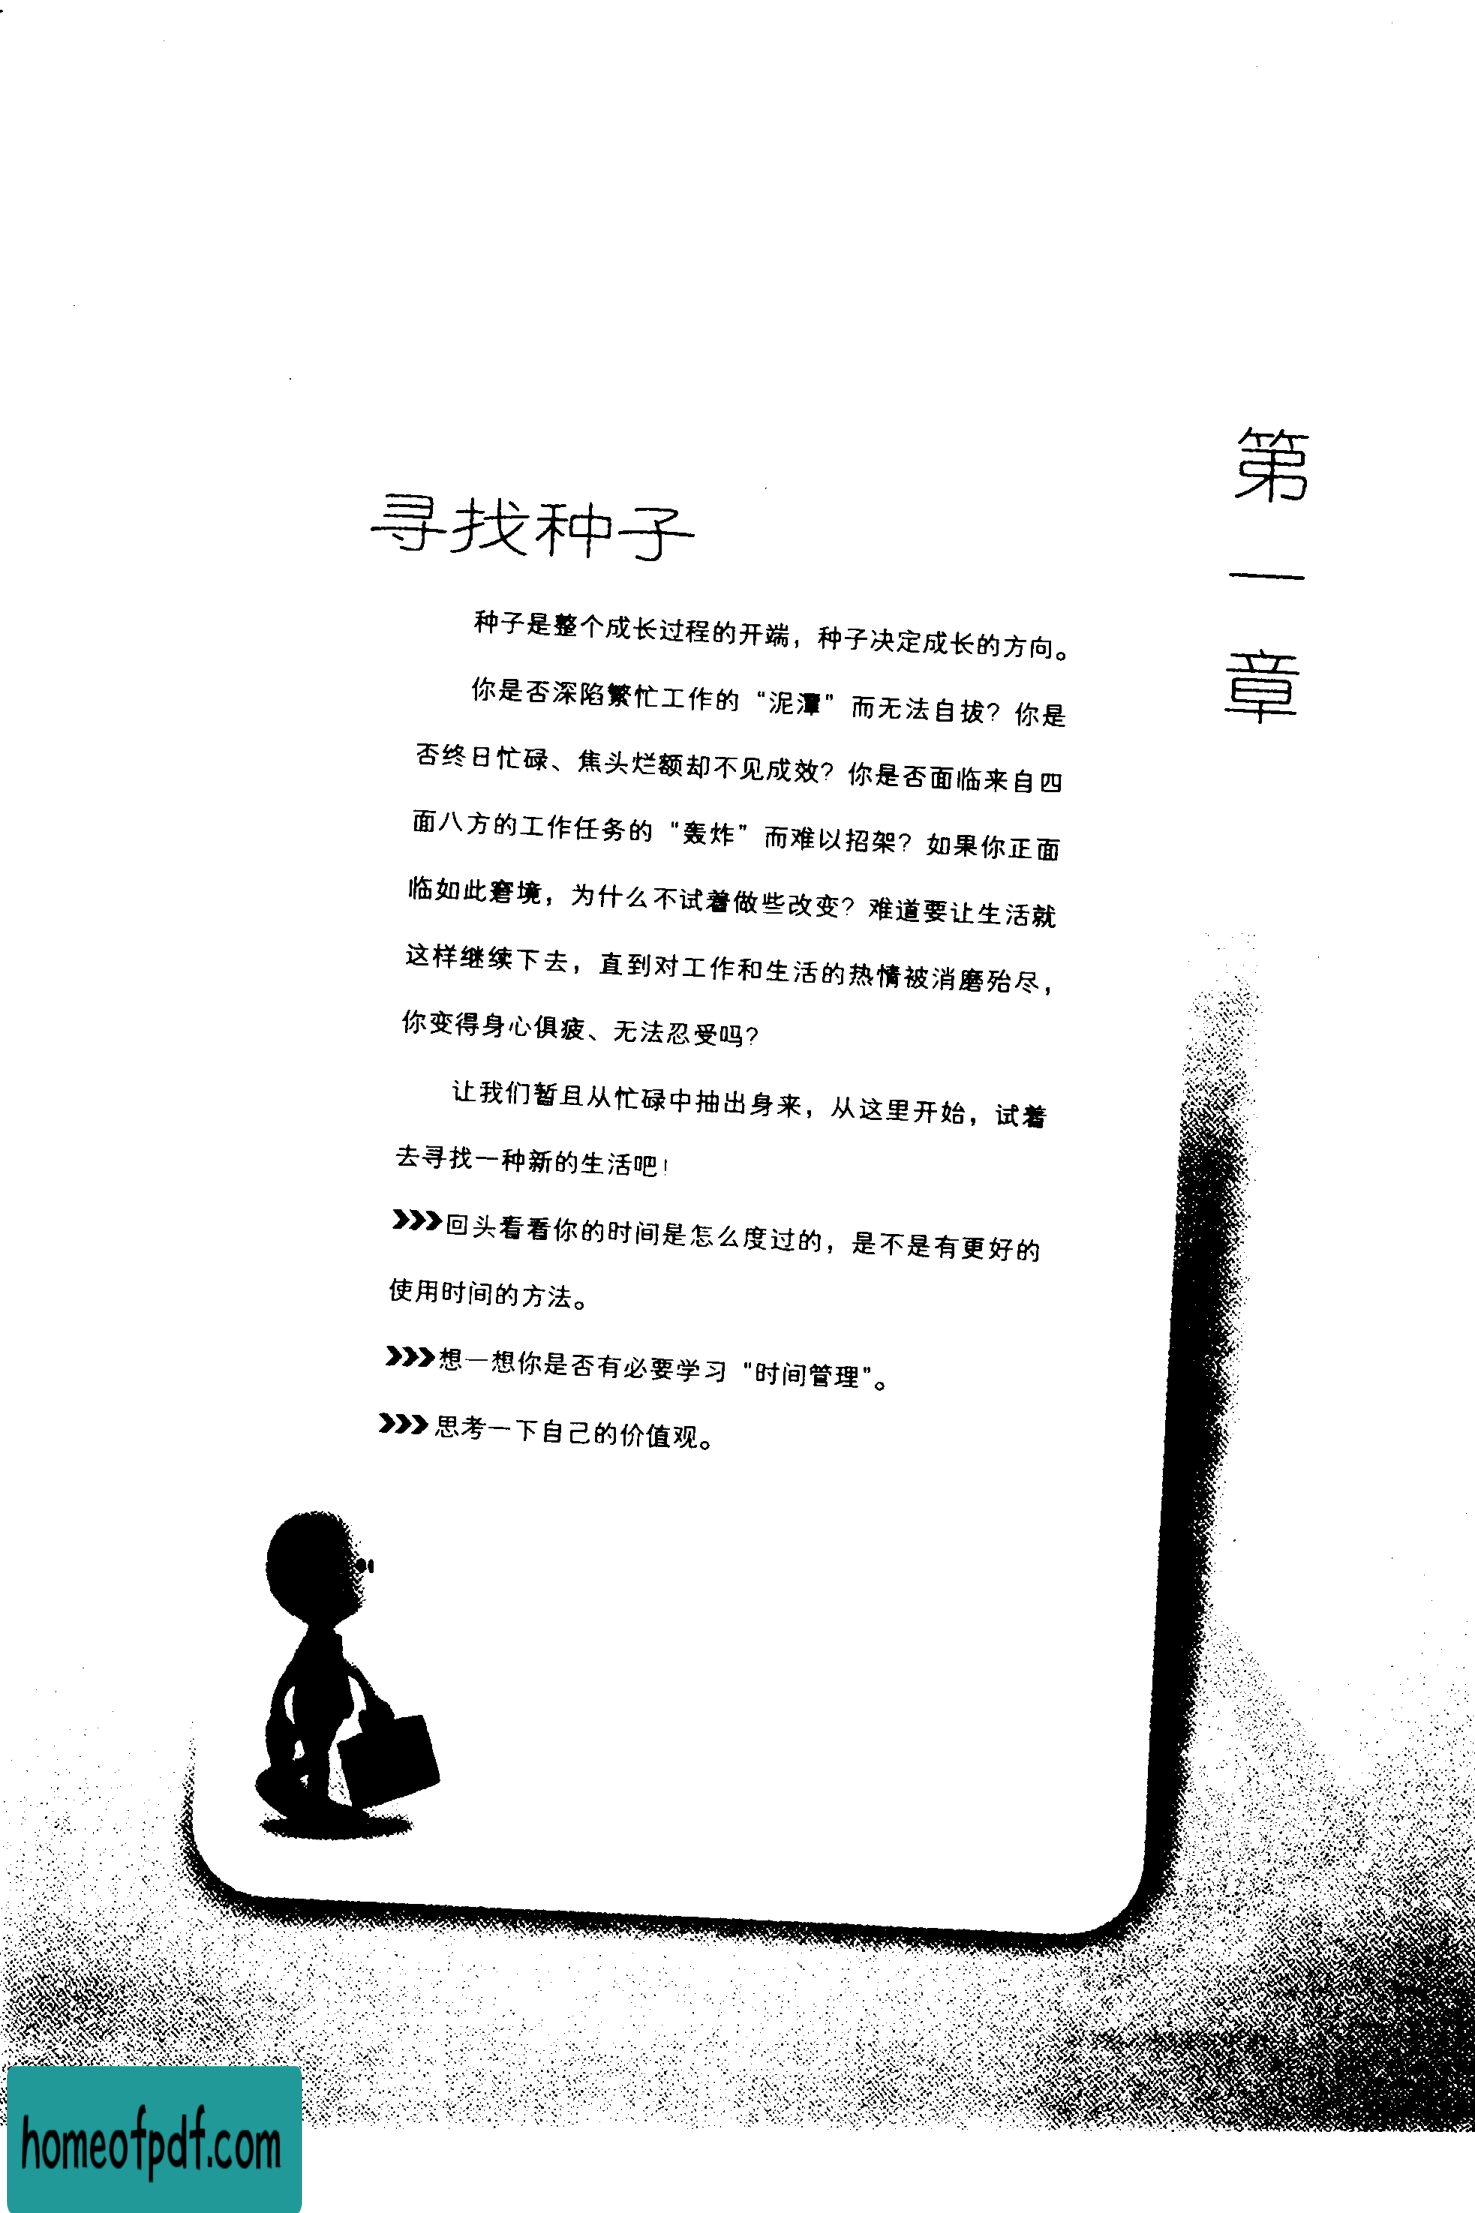 第一章
寻找种子
种子是整个成长过程的开端，种子决定成长的方向。
你是否深陷繁忙工作的“泥潭”而无法自拔？你是
否终日忙碌、焦头烂额却不见成效？你是否面临来自四
面八方的工作任务的“轰炸”而难以招架？如果你正面
临如此窘境，为什么不试着做些改变？难道要让生活就
这样继续下去，直到对工作和生活的热情被消磨殆尽，
你变得身心俱疲、无法忍受吗？
让我们暂且从忙碌中抽出身来，从这里开始，试着
去寻找一种新的生活吧！
>>>回头看看你的时间是怎么度过的，是不是有更好的
使用时间的方法。
>>>想一想你是否有必要学习“时间管理”。
>>>思考一下自己的价值观。
homeofpdf.com